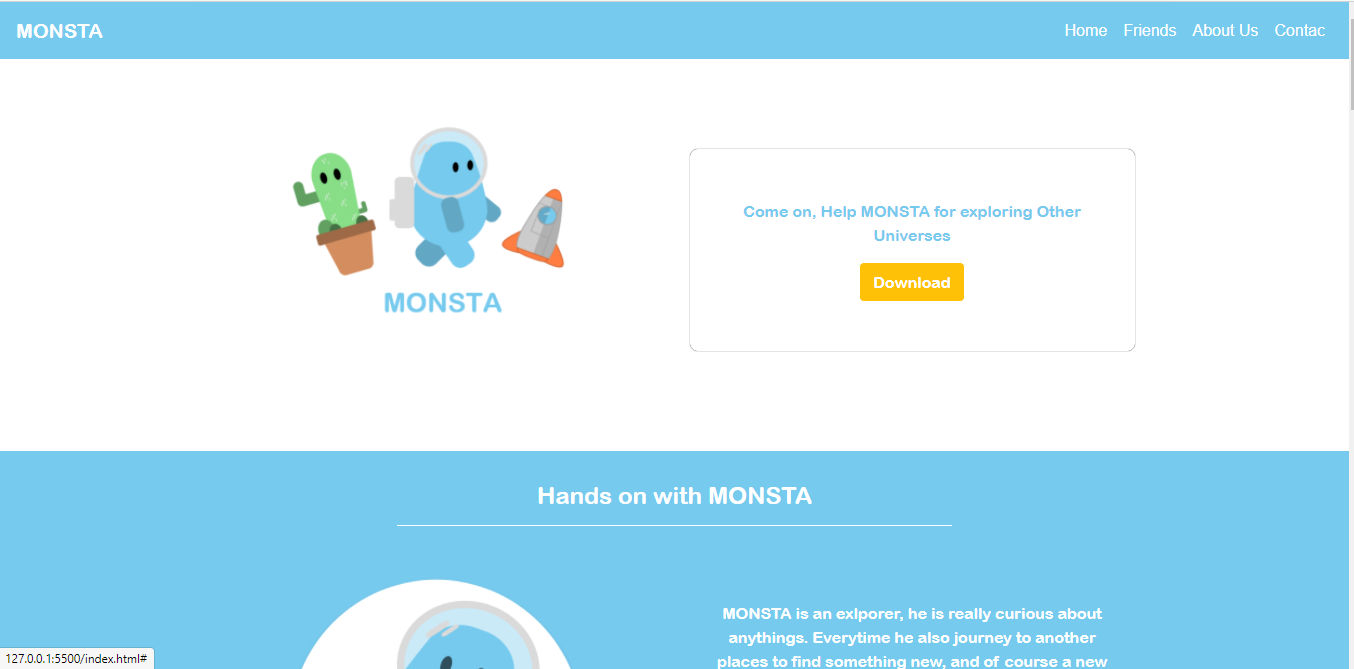 MONSTA
Home Friends About Us Contac
MONSTA
Come on, Help MONSTA for exploring Other
Universes
Download
Hands on with MONSTA
MONSTA is an exlporer, he is really curious about
anythings. Everytime he also journey to another
places to find something new, and of course a new
127.0.0.1:5500/index.html#